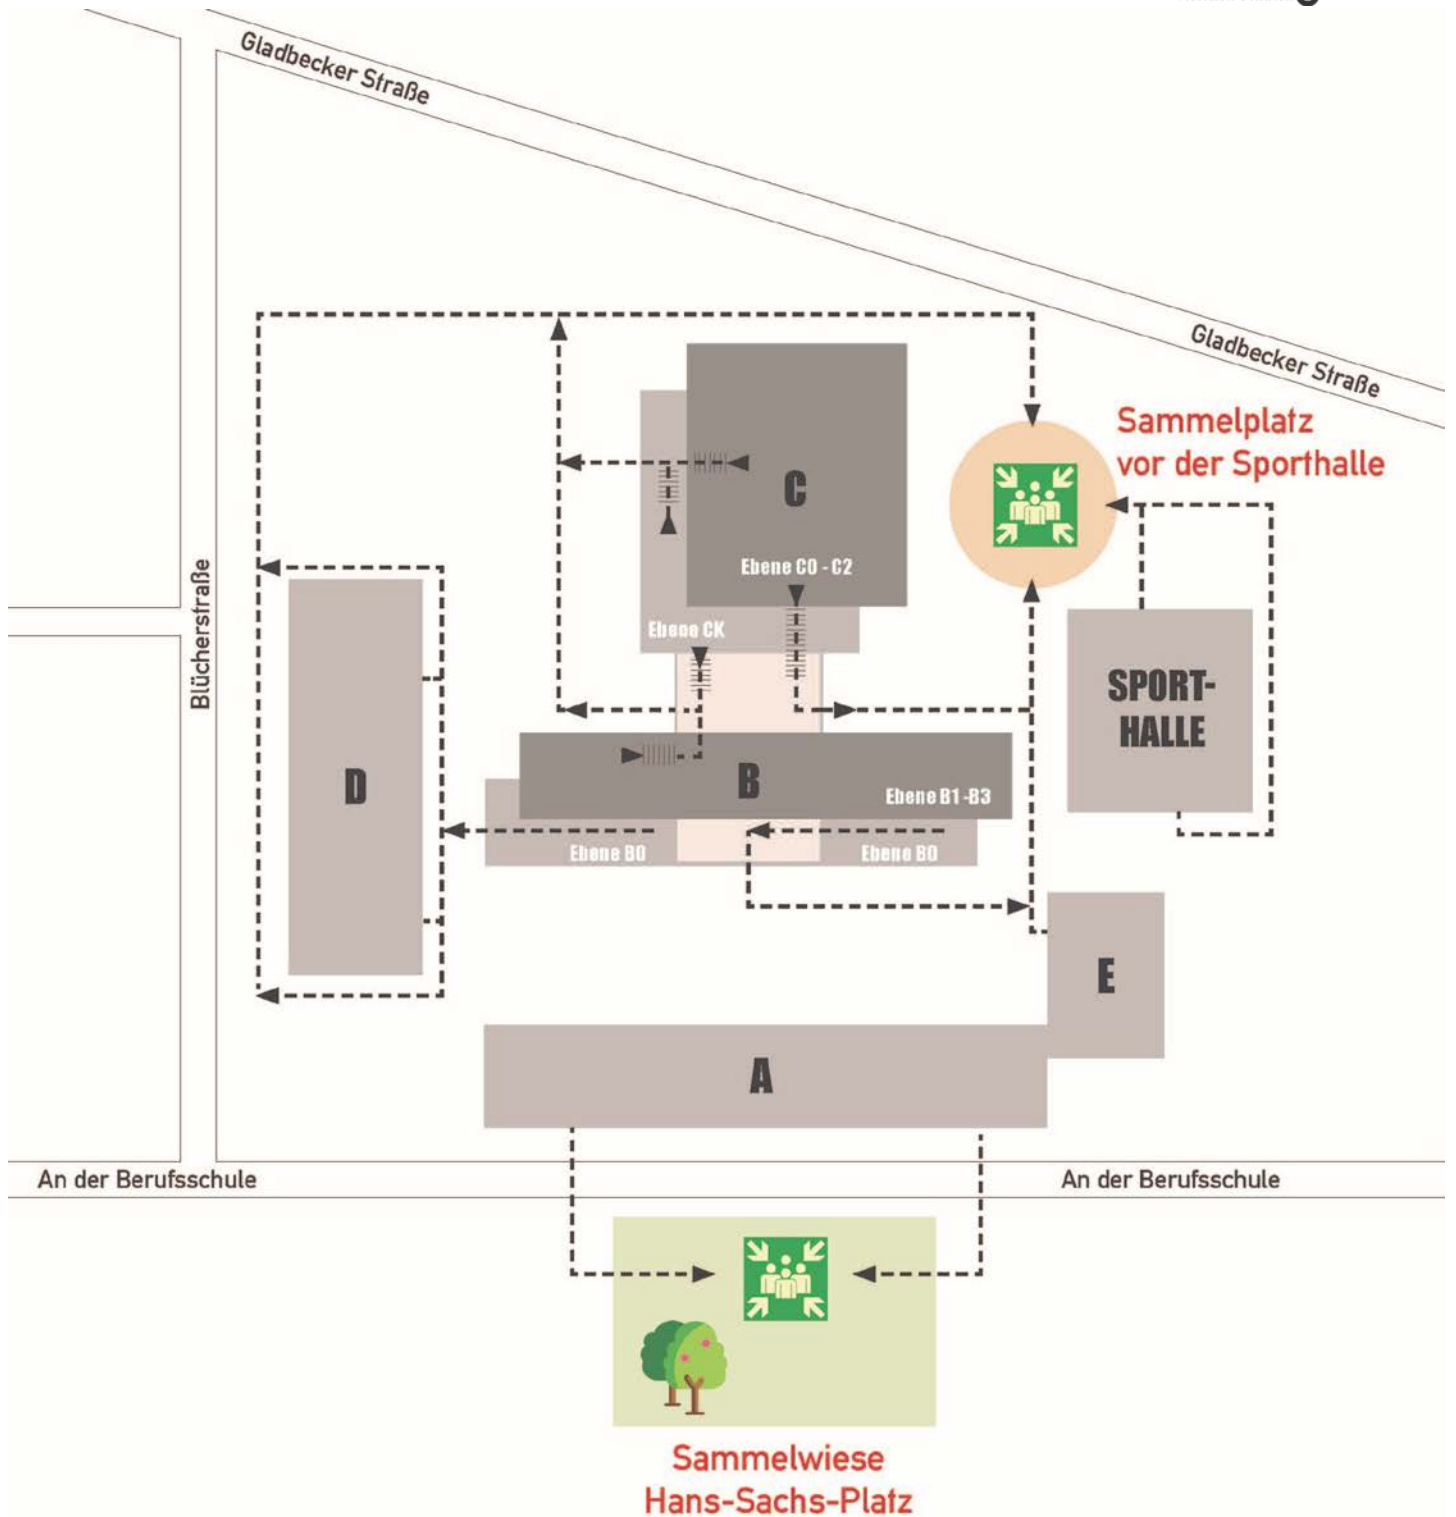 Gladbecker Straße
Gladbecker Straße
Sammelplatz
vor der Sporthalle
C
Ebene C0 - C2
Ebene CK
Blücherstraße
SPORT-
HALLE
D
B
Ebene B1 -B3
Ebene B0
Ebene B0
E
A
An der Berufsschule
An der Berufsschule
Sammelwiese
Hans-Sachs-Platz